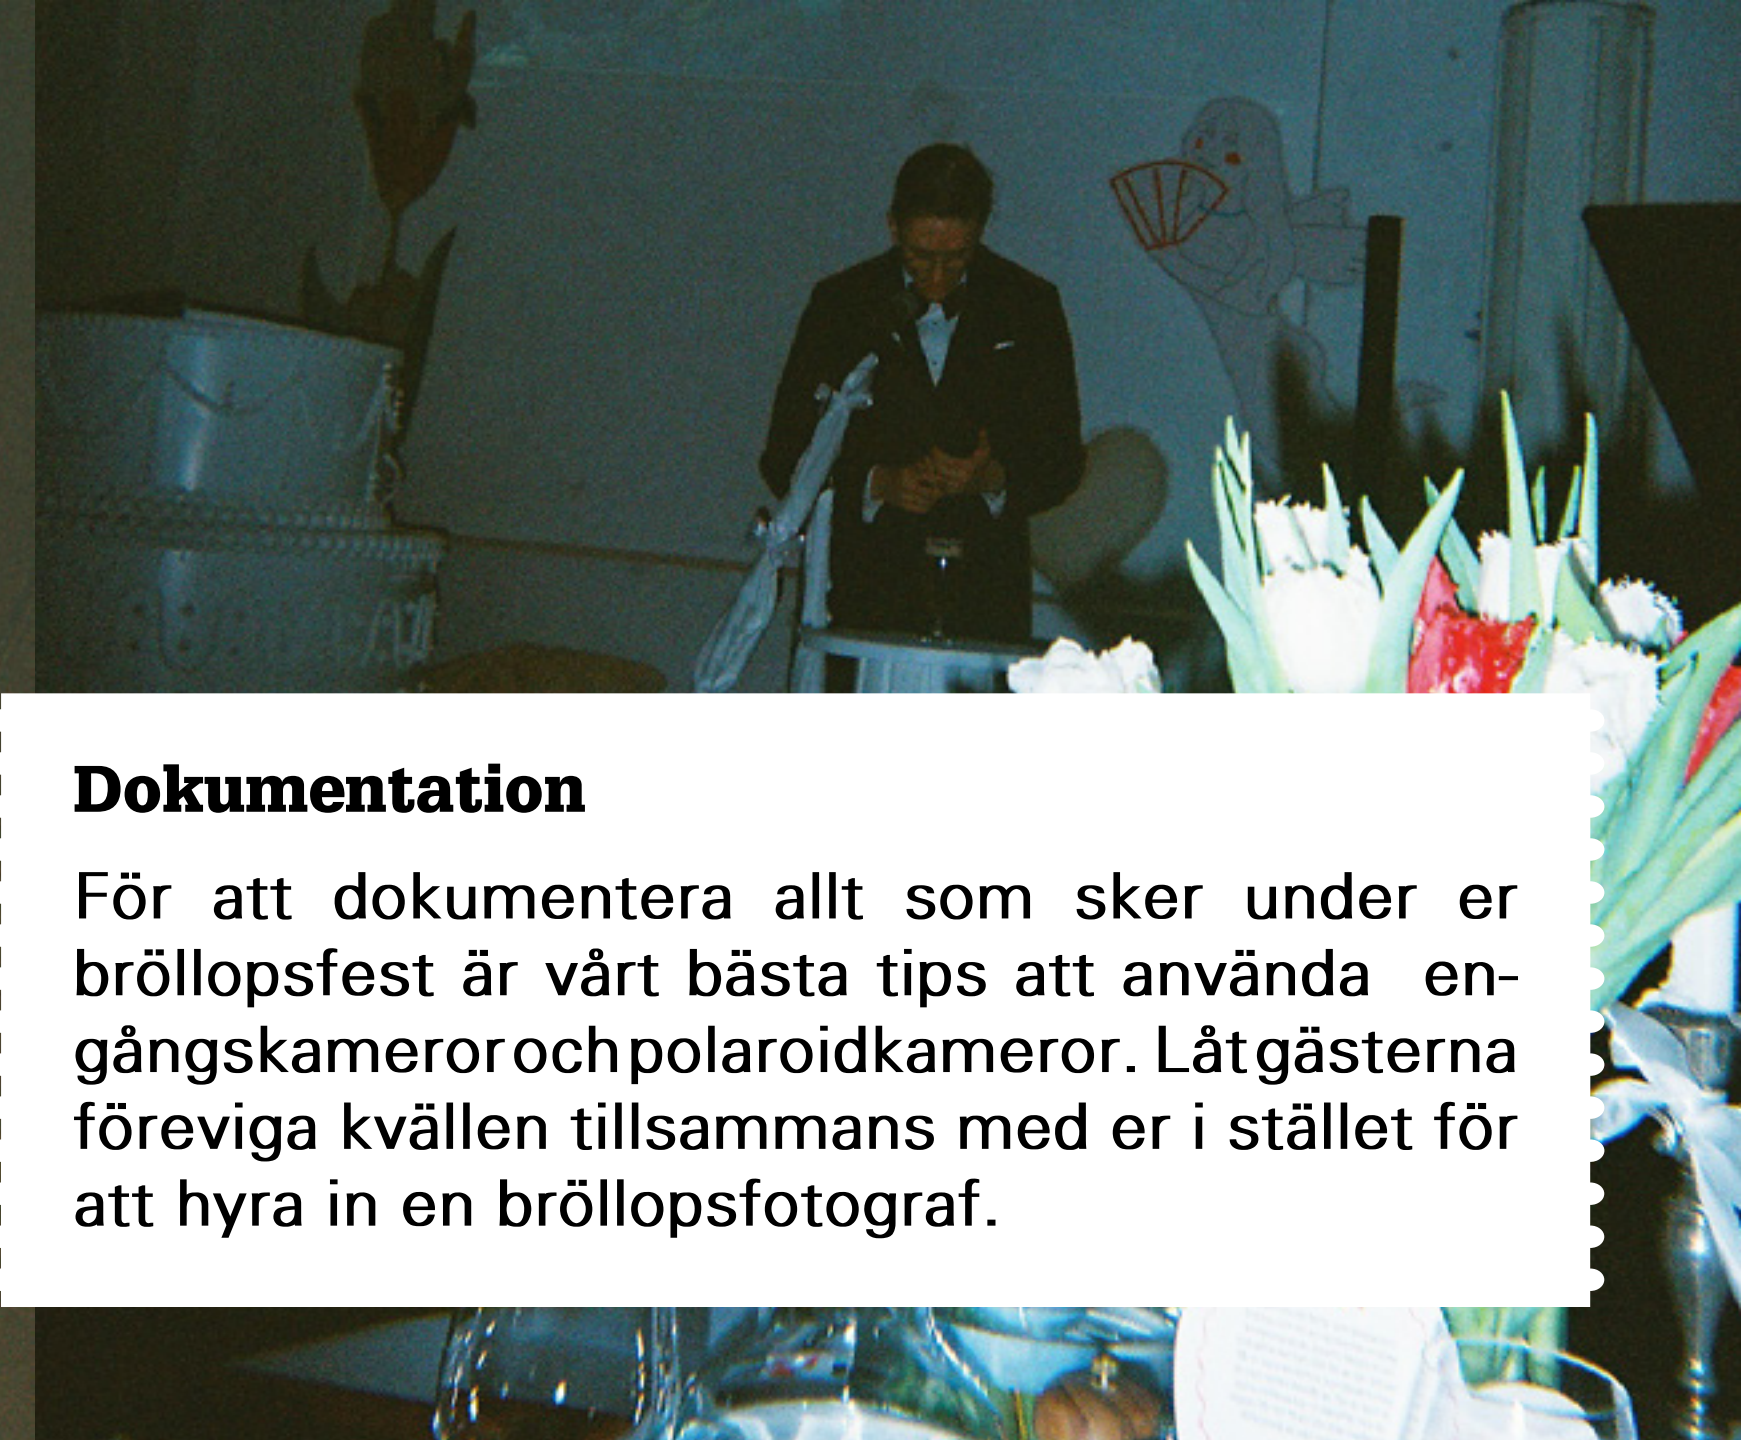 Dokumentation
För att dokumentera allt som sker under er
bröllopsfest är vårt bästa tips att använda en-
gångskameror och polaroidkameror. Låt gästerna
föreviga kvällen tillsammans med er i stället för
att hyra in en bröllopsfotograf.